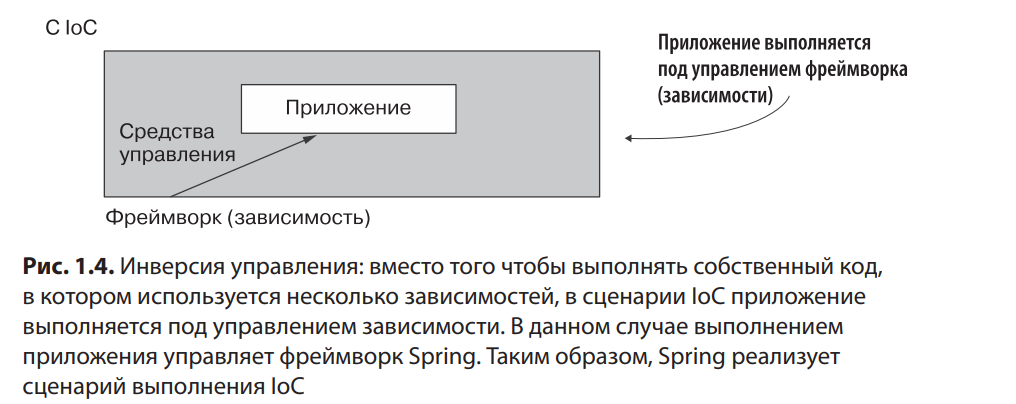 С IoC
Приложение выполняется
под управлением фреймворка
(зависимости)
Приложение
Средства
управления
Фреймворк (зависимость)
Рис. 1.4. Инверсия управления: вместо того чтобы выполнять собственный код,
в котором используется несколько зависимостей, в сценарии IoC приложение
выполняется под управлением зависимости. В данном случае выполнением
приложения управляет фреймворк Spring. Таким образом, Spring реализует
сценарий выполнения IoC